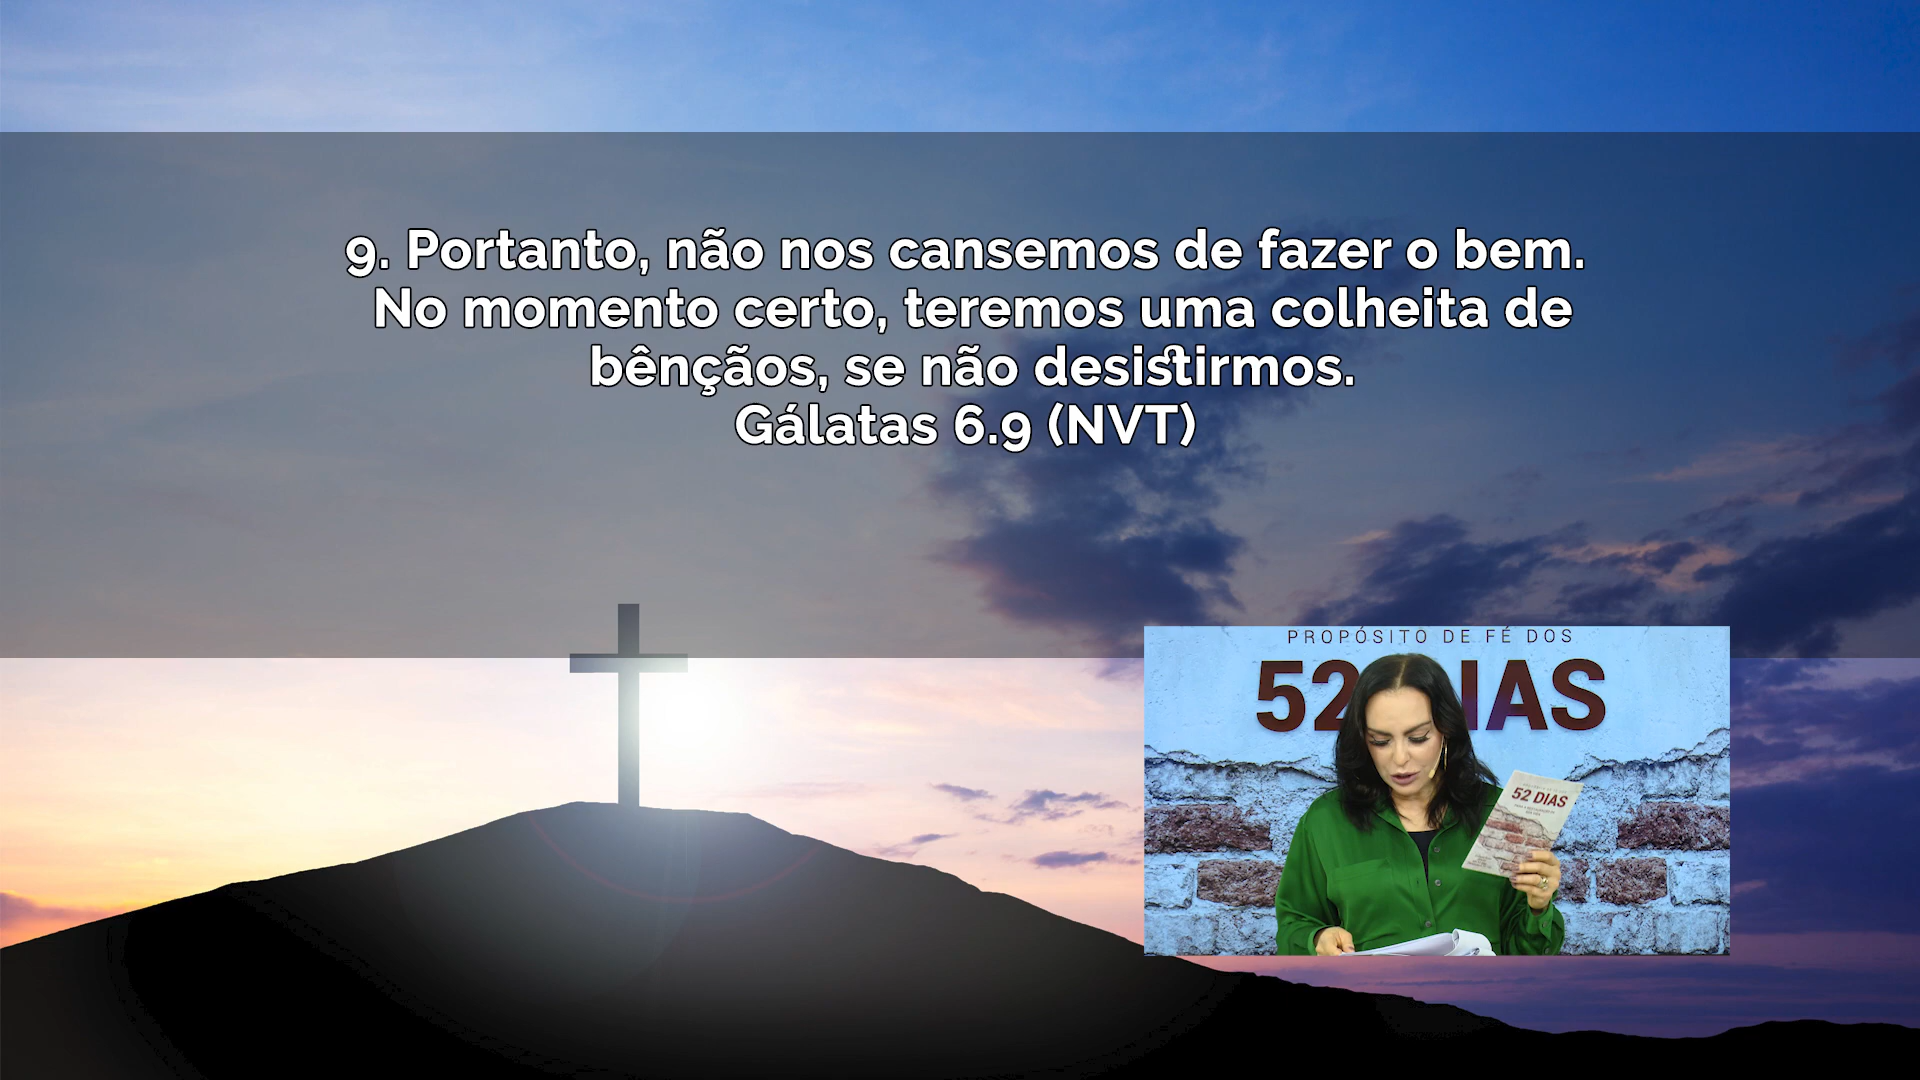 9. Portanto, não nos cansemos de fazer o bem.
No momento certo, teremos uma colheita de
bênçãos, se não desistirmos.
Gálatas 6.9 (NVT)
PROPÓSITO DE FÉ DOS
52 DIAS
52 DIAS